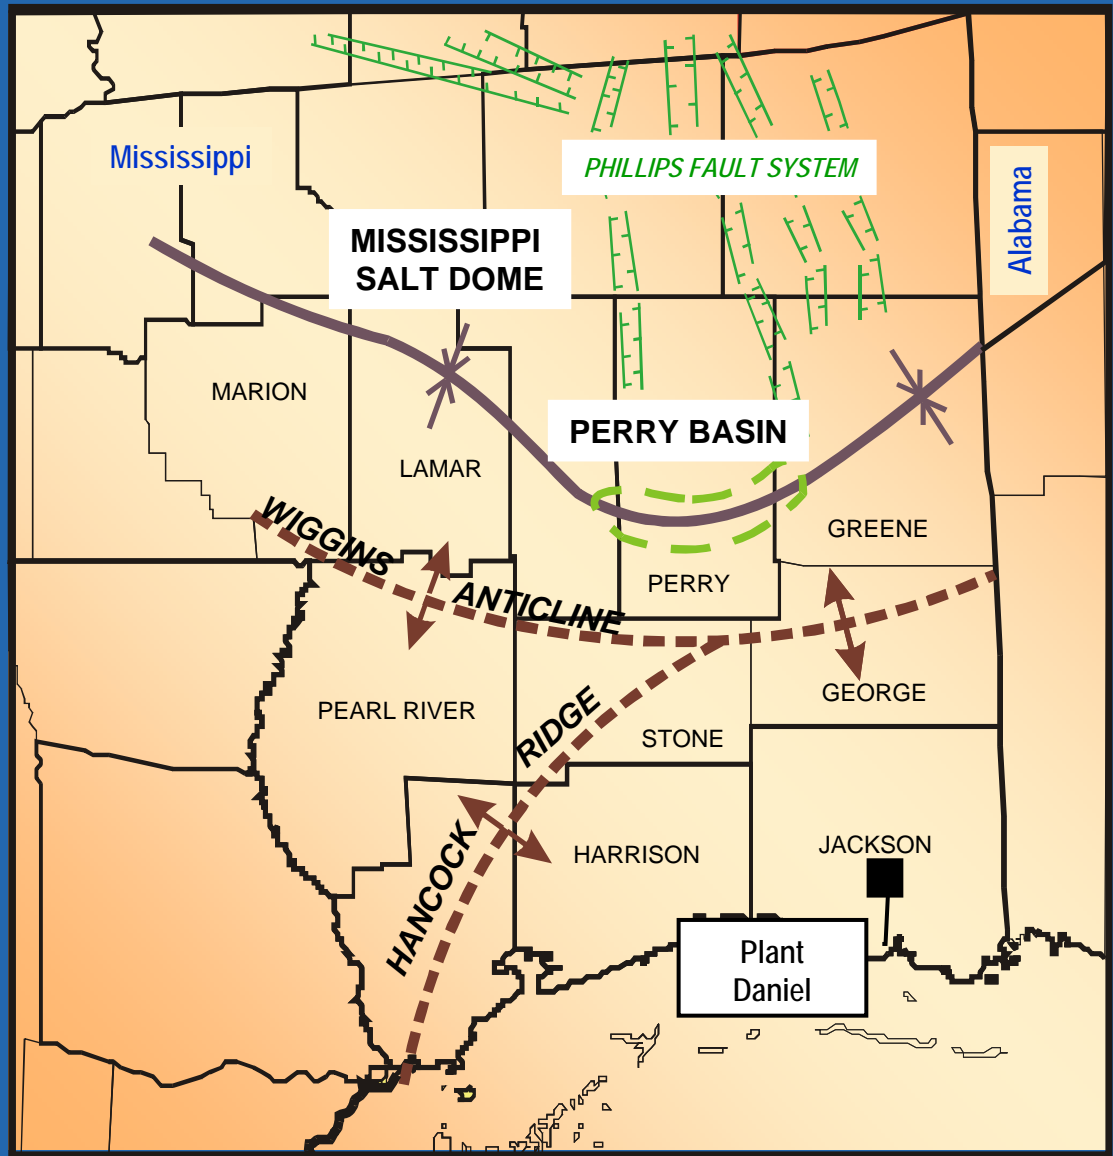 Mississippi
PHILLIPS FAULT SYSTEM
Alabama
MISSISSIPPI
SALT DOME
MARION
PERRY BASIN
LAMAR
GREENE
WIGGINS
ANTICLINE
PERRY
GEORGE
PEARL RIVER
RIDGE
STONE
HANCOCK
HARRISON
JACKSON
Plant
Daniel